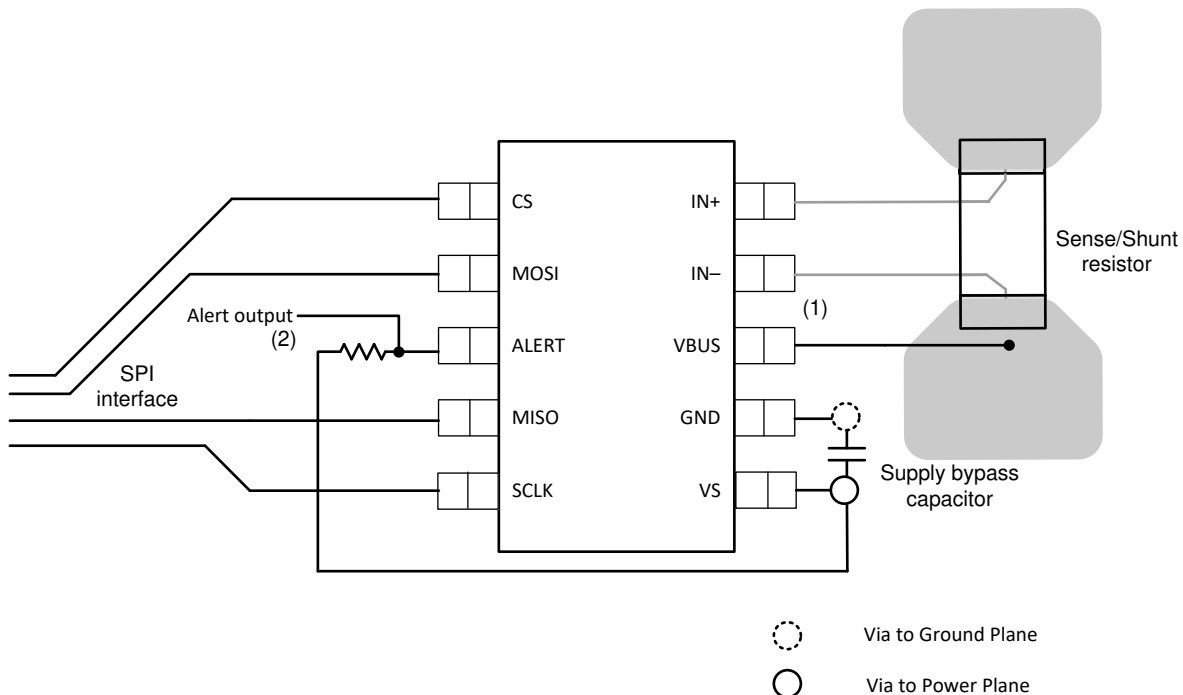 CS
IN+
Sense/Shunt
resistor
MOSI
IN–
(1)
Alert output
(2)
ALERT
VBUS
SPI
interface
MISO
GND
Supply bypass
capacitor
SCLK
VS
Via to Ground Plane
Via to Power Plane